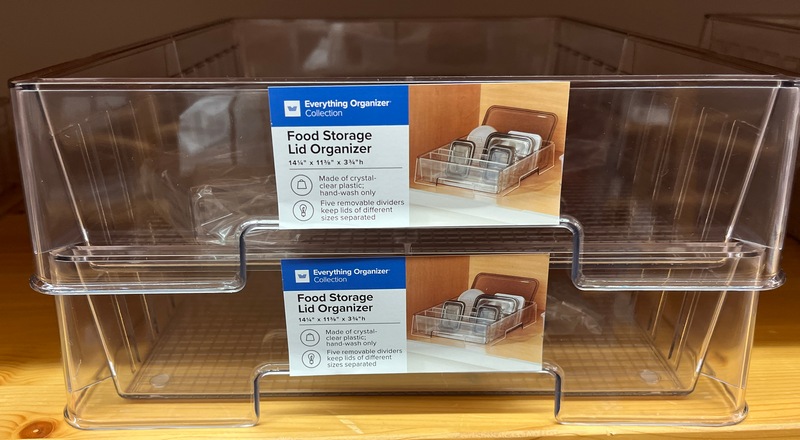 Everything Organizer
Collection
Food Storage
Lid Organizer
14¼" x 11⅜" x 3¾"h
Made of crystal-
clear plastic;
hand-wash only
Five removable dividers
keep lids of different
sizes separated
Everything Organizer
Collection
Food Storage
Lid Organizer
14¼" x 11⅜" x 3¾"h
Made of crystal-
clear plastic;
hand-wash only
Five removable dividers
keep lids of different
sizes separated